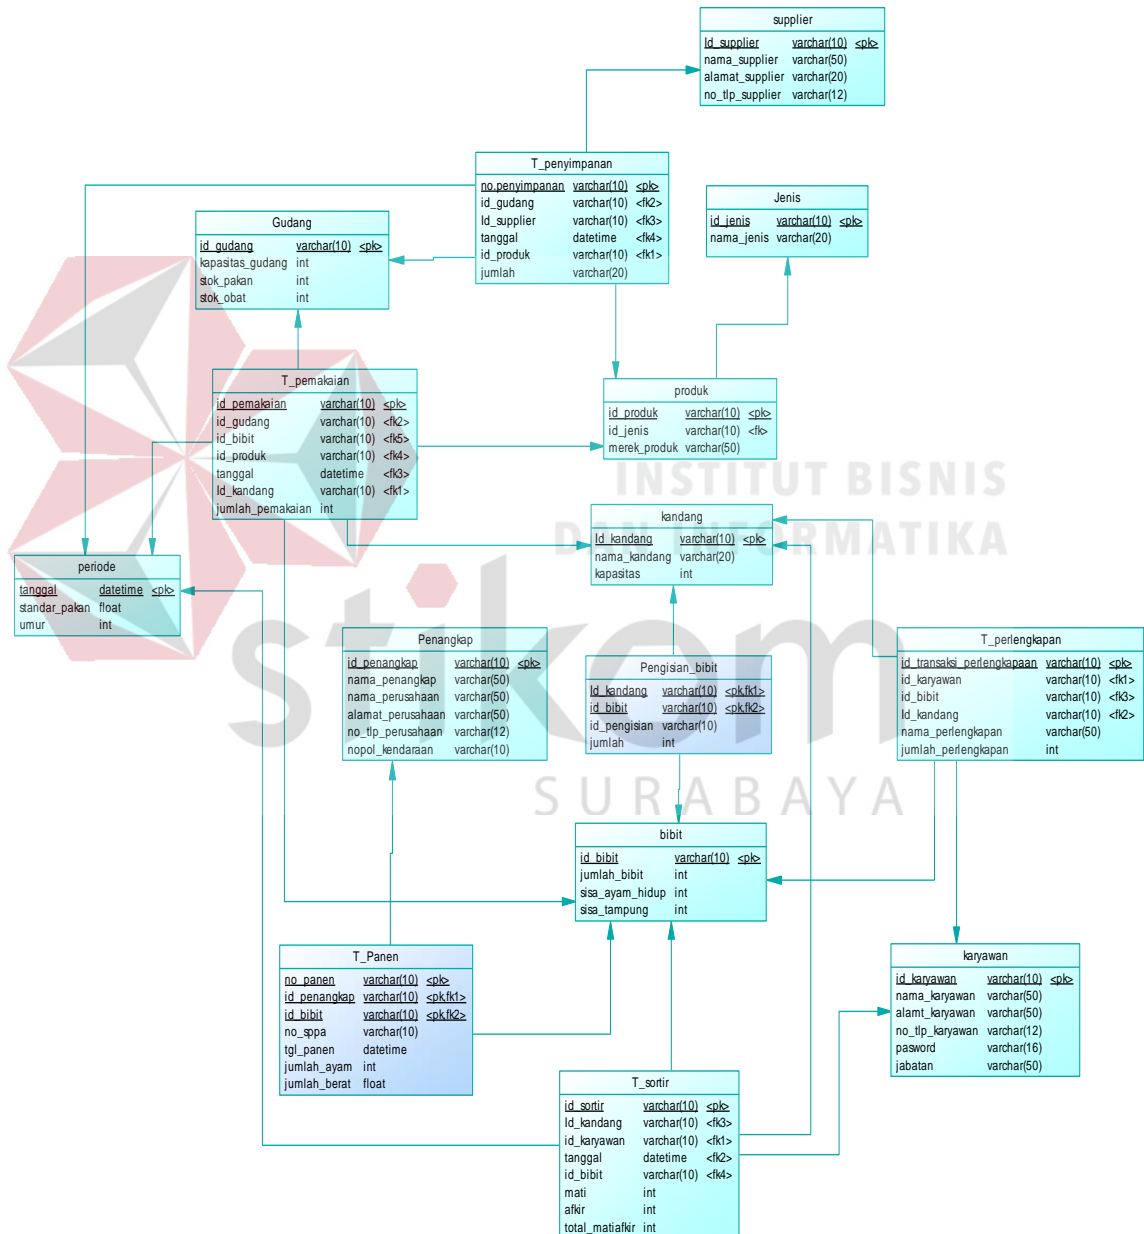 supplier
Id_supplier varchar(10) <pk>
nama_supplier varchar(50)
alamat_supplier varchar(20)
no_tlp_supplier varchar(12)
T_penyimpanan
no.penyimpanan varchar(10) <pk>
id_gudang varchar(10) <fk2>
Id_supplier varchar(10) <fk3>
tanggal datetime <fk4>
id_produk varchar(10) <fk1>
jumlah varchar(20)
Jenis
id_jenis varchar(10) <pk>
nama_jenis varchar(20)
Gudang
id_gudang varchar(10) <pk>
kapasitas_gudang int
stok_pakan int
stok_obat int
T_pemakaian
id_pemakaian varchar(10) <pk>
id_gudang varchar(10) <fk2>
id_bibit varchar(10) <fk5>
id_produk varchar(10) <fk4>
tanggal datetime <fk3>
Id_kandang varchar(10) <fk1>
jumlah_pemakaian int
produk
id_produk varchar(10) <pk>
id_jenis varchar(10) <fk>
merek_produk varchar(50)
INSTITUT BISNIS
DAN INFORMATIKA
kandang
Id_kandang varchar(10) <pk>
nama_kandang varchar(20)
kapasitas int
periode
tanggal datetime <pk>
standar_pakan float
umur int
stikom
SURABAYA
Penangkap
id_penangkap varchar(10) <pk>
nama_penangkap varchar(50)
nama_perusahaan varchar(50)
alamat_perusahaan varchar(50)
no_tlp_perusahaan varchar(12)
nopol_kendaraan varchar(10)
Pengisian_bibit
Id_kandang varchar(10) <pk,fk1>
id_bibit varchar(10) <pk,fk2>
id_pengisian varchar(10)
jumlah int
T_perlengkapan
id_transaksi_perlengkapaan varchar(10) <pk>
id_karyawan varchar(10) <fk1>
id_bibit varchar(10) <fk3>
Id_kandang varchar(10) <fk2>
nama_perlengkapan varchar(50)
jumlah_perlengkapan int
bibit
id_bibit varchar(10) <pk>
jumlah_bibit int
sisa_ayam_hidup int
sisa_tampung int
T_Panen
no_panen varchar(10) <pk>
id_penangkap varchar(10) <pk,fk1>
id_bibit varchar(10) <pk,fk2>
no_sppa varchar(10)
tgl_panen datetime
jumlah_ayam int
jumlah_berat float
karyawan
id_karyawan varchar(10) <pk>
nama_karyawan varchar(50)
alamt_karyawan varchar(50)
no_tlp_karyawan varchar(12)
pasword varchar(16)
jabatan varchar(50)
T_sortir
id_sortir varchar(10) <pk>
Id_kandang varchar(10) <fk3>
id_karyawan varchar(10) <fk1>
tanggal datetime <fk2>
id_bibit varchar(10) <fk4>
mati int
afkir int
total_matiafkir int